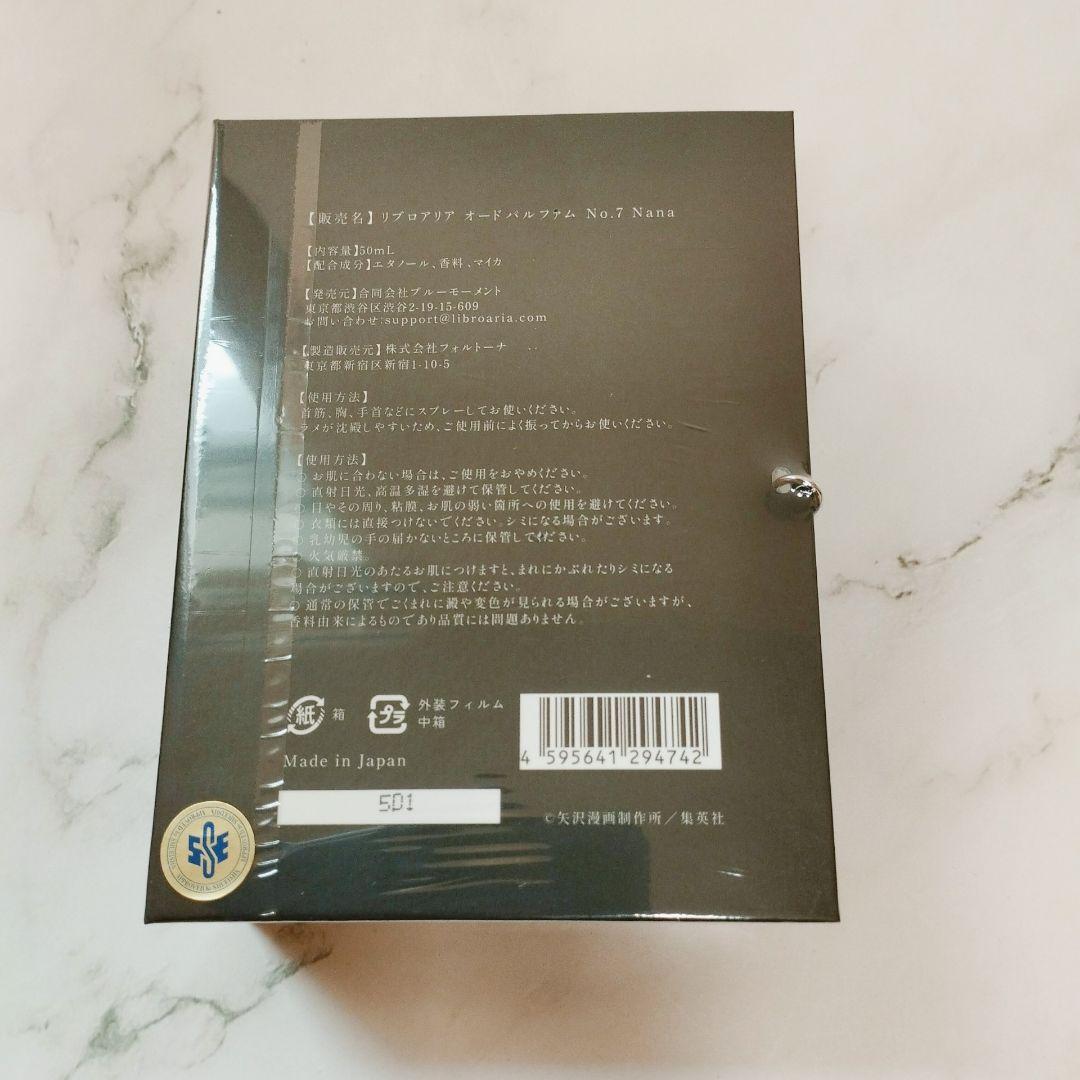 【販売名】リブロアリア オードパルファム No.7 Nana
【内容量】50mL
【配合成分】エタノール、香料、マイカ
【発売元】合同会社ブルーモーメント
東京都渋谷区渋谷2-19-15-609
お問い合わせ:support@libroaria.com
【製造販売元】株式会社フォルトーナ
東京都新宿区新宿1-10-5
【使用方法】
首筋、胸、手首などにスプレーしてお使いください。
ラメが沈殿しやすいため、ご使用前によく振ってからお使いください。
【使用方法】
○ お肌に合わない場合は、ご使用をおやめください。
○ 直射日光、高温多湿を避けて保管してください。
○ 目やその周り、粘膜、お肌の弱い箇所への使用を避けてください。
○ 衣類には直接つけないでください。シミになる場合がございます。
○ 乳幼児の手の届かないところに保管してください。
○ 火気厳禁。
○ 直射日光のあたるお肌につけますと、まれにかぶれたりシミになる
場合がございますので、ご注意ください。
○ 通常の保管でごくまれに澱や変色が見られる場合がございますが、
香料由来によるものであり品質には問題ありません。
紙 箱
プラ 外装フィルム
中箱
4 595641 294742
Made in Japan
5D1
©矢沢漫画制作所／集英社